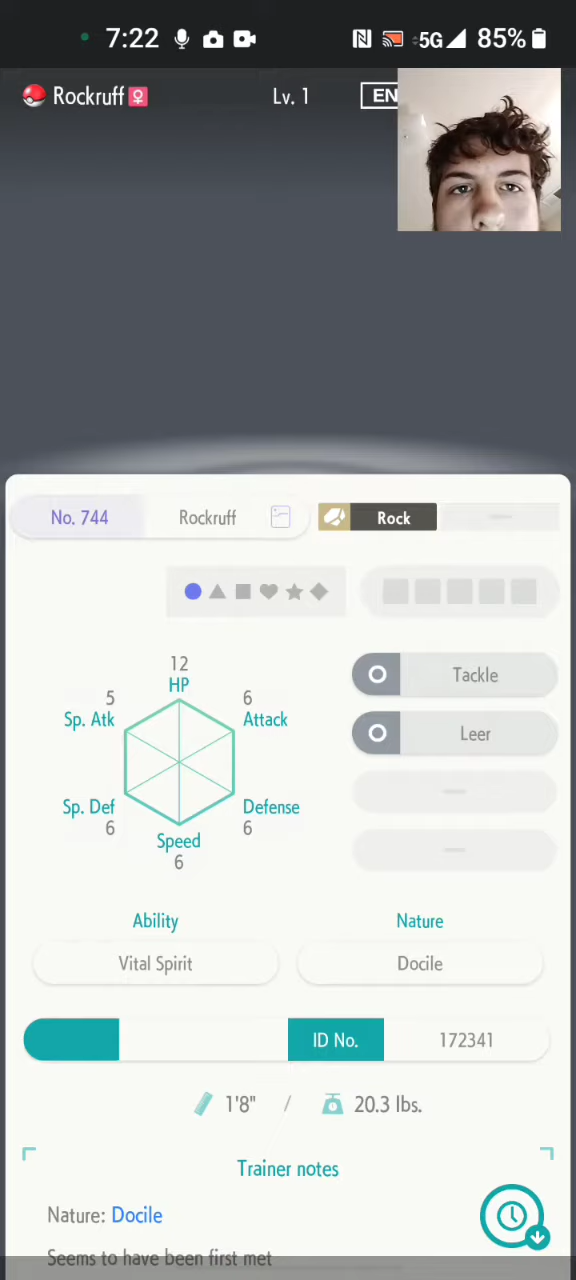 7:22 5G 85%
Rockruff ♀ Lv. 1 EN
No. 744 Rockruff Rock
12
HP
5 6
Sp. Atk Attack
Tackle
Leer
Sp. Def Defense
6 6
Speed
6
Ability Nature
Vital Spirit Docile
ID No. 172341
1'8" / 20.3 lbs.
Trainer notes
Nature: Docile
Seems to have been first met